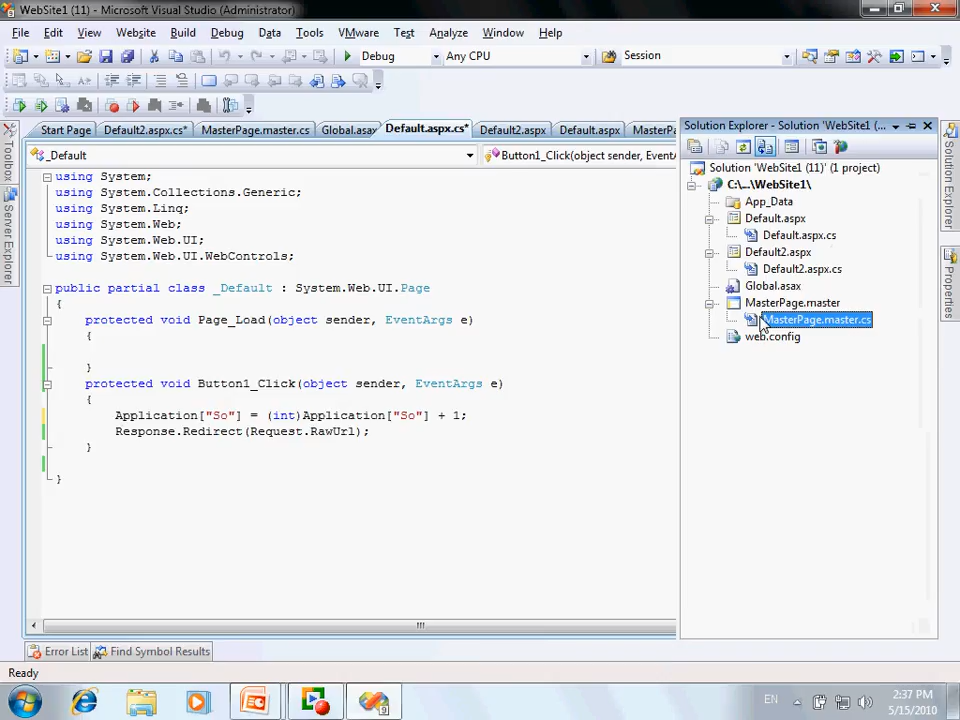 WebSite1 (11) - Microsoft Visual Studio (Administrator)
File Edit View Website Build Debug Data Tools VMware Test Analyze Window Help
Debug Any CPU Session
Start Page Default2.aspx.cs* MasterPage.master.cs Global.asax Default.aspx.cs* Default2.aspx Default.aspx MasterP
_Default Button1_Click(object sender, EventA
using System;
using System.Collections.Generic;
using System.Linq;
using System.Web;
using System.Web.UI;
using System.Web.UI.WebControls;
public partial class _Default : System.Web.UI.Page
{
protected void Page_Load(object sender, EventArgs e)
{
}
protected void Button1_Click(object sender, EventArgs e)
{
Application["So"] = (int)Application["So"] + 1;
Response.Redirect(Request.RawUrl);
}
}
Solution Explorer - Solution 'WebSite1 (...
Solution 'WebSite1 (11)' (1 project)
C:\...\WebSite1\
App_Data
Default.aspx
Default.aspx.cs
Default2.aspx
Default2.aspx.cs
Global.asax
MasterPage.master
MasterPage.master.cs
web.config
Toolbox
Server Explorer
Solution Explorer
Properties
Error List Find Symbol Results
Ready
EN
2:37 PM
5/15/2010